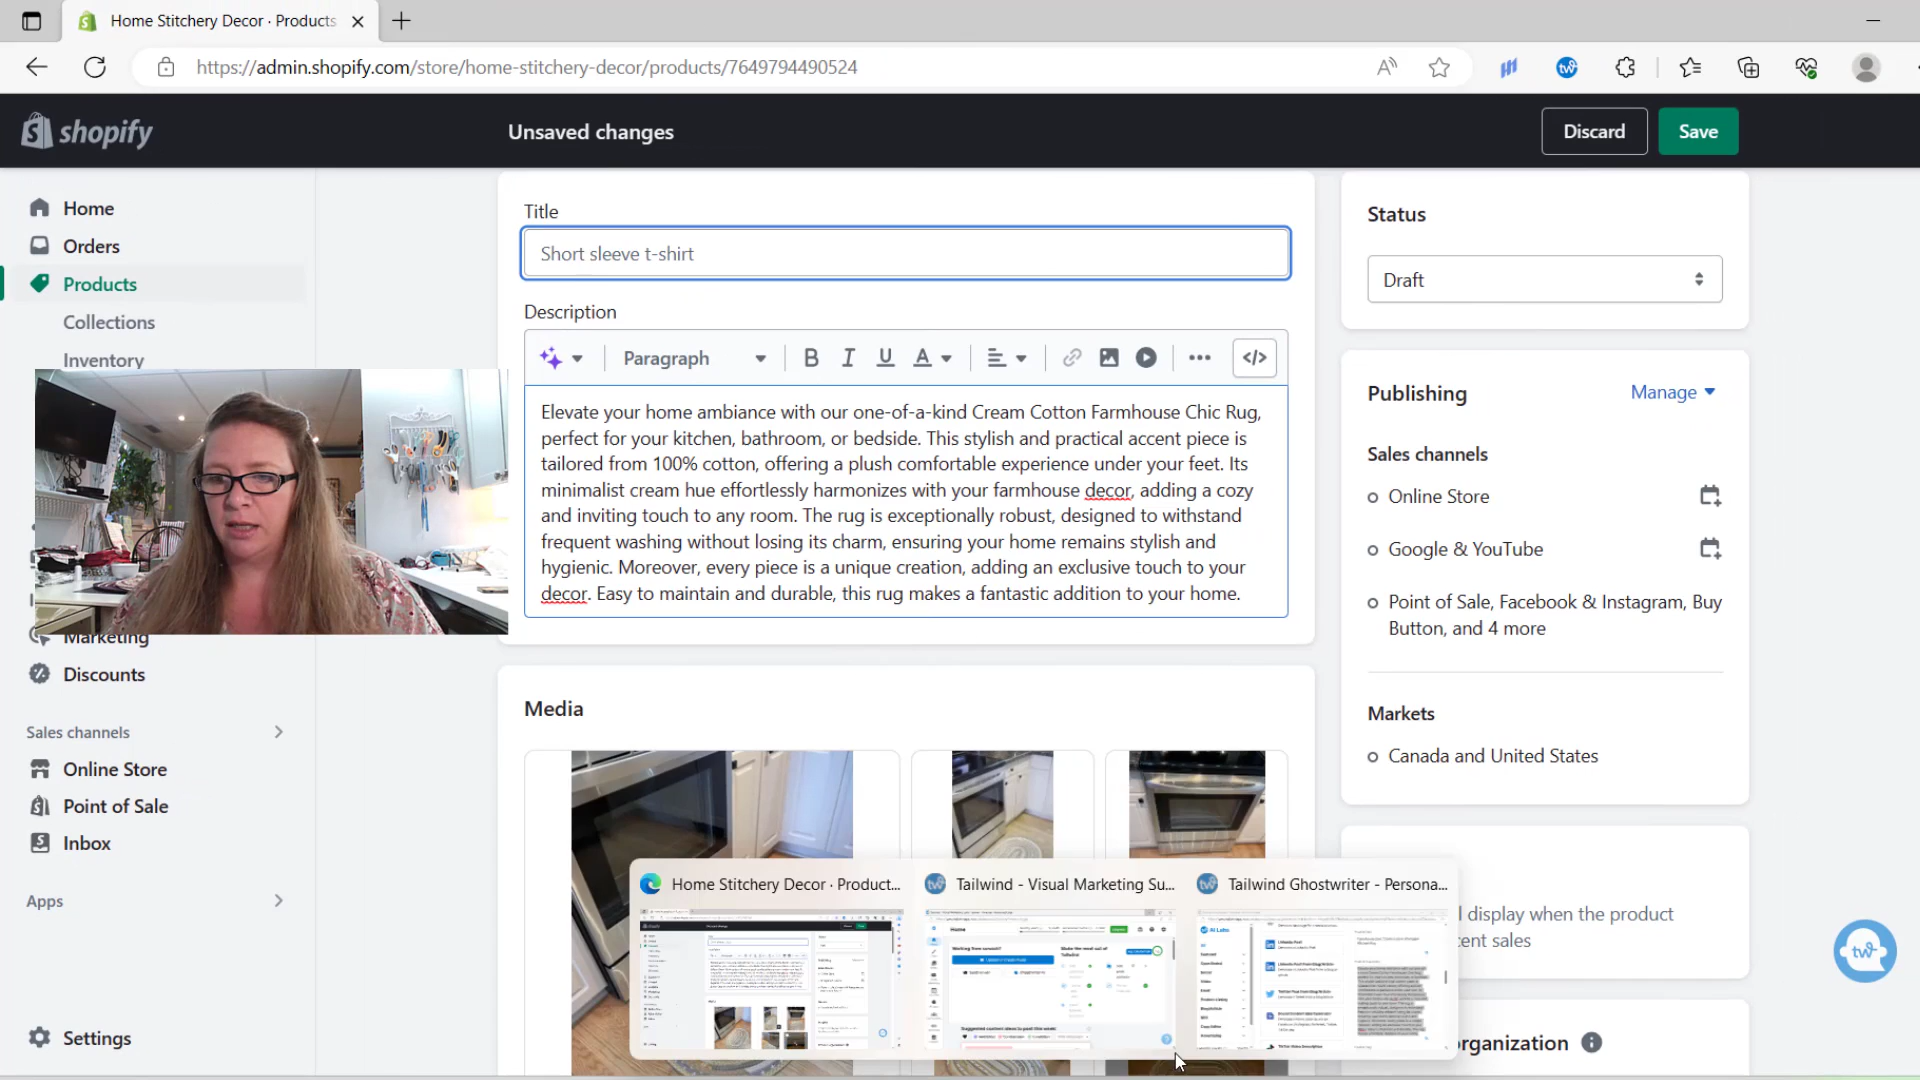 Home Stitchery Decor · Products
https://admin.shopify.com/store/home-stitchery-decor/products/7649794490524
shopify
Unsaved changes
Discard
Save
Home
Orders
Products
Collections
Inventory
Marketing
Discounts
Sales channels
Online Store
Point of Sale
Inbox
Apps
Settings
Title
Short sleeve t-shirt
Description
Paragraph
Elevate your home ambiance with our one-of-a-kind Cream Cotton Farmhouse Chic Rug,
perfect for your kitchen, bathroom, or bedside. This stylish and practical accent piece is
tailored from 100% cotton, offering a plush comfortable experience under your feet. Its
minimalist cream hue effortlessly harmonizes with your farmhouse decor, adding a cozy
and inviting touch to any room. The rug is exceptionally robust, designed to withstand
frequent washing without losing its charm, ensuring your home remains stylish and
hygienic. Moreover, every piece is a unique creation, adding an exclusive touch to your
decor. Easy to maintain and durable, this rug makes a fantastic addition to your home.
Media
Status
Draft
Publishing
Manage
Sales channels
Online Store
Google & YouTube
Point of Sale, Facebook & Instagram, Buy
Button, and 4 more
Markets
Canada and United States
display when the product
cent sales
organization
Home Stitchery Decor · Product...
Tailwind - Visual Marketing Su...
Tailwind Ghostwriter - Persona...
Home
AI Labs
tw